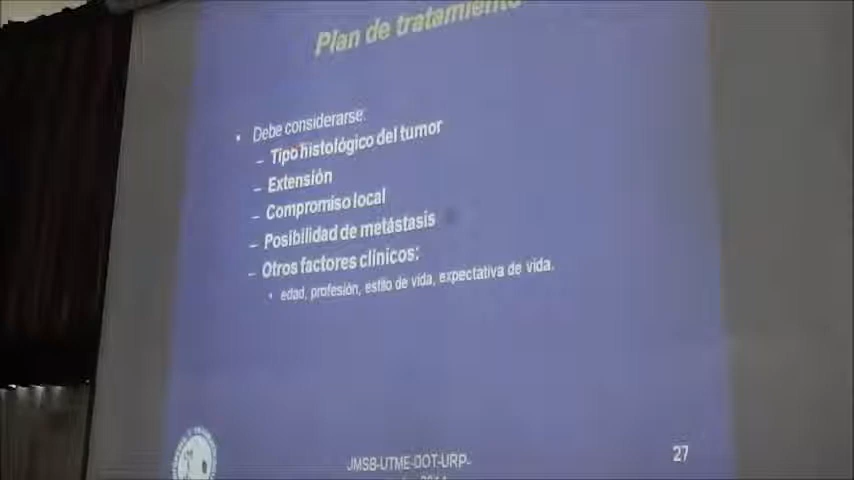 Plan de tratamiento
• Debe considerarse:
– Tipo histológico del tumor
– Extensión
– Compromiso local
– Posibilidad de metástasis
– Otros factores clínicos:
• edad, profesión, estilo de vida, expectativa de vida.
JMSB-UTME-DOT-URP-
27